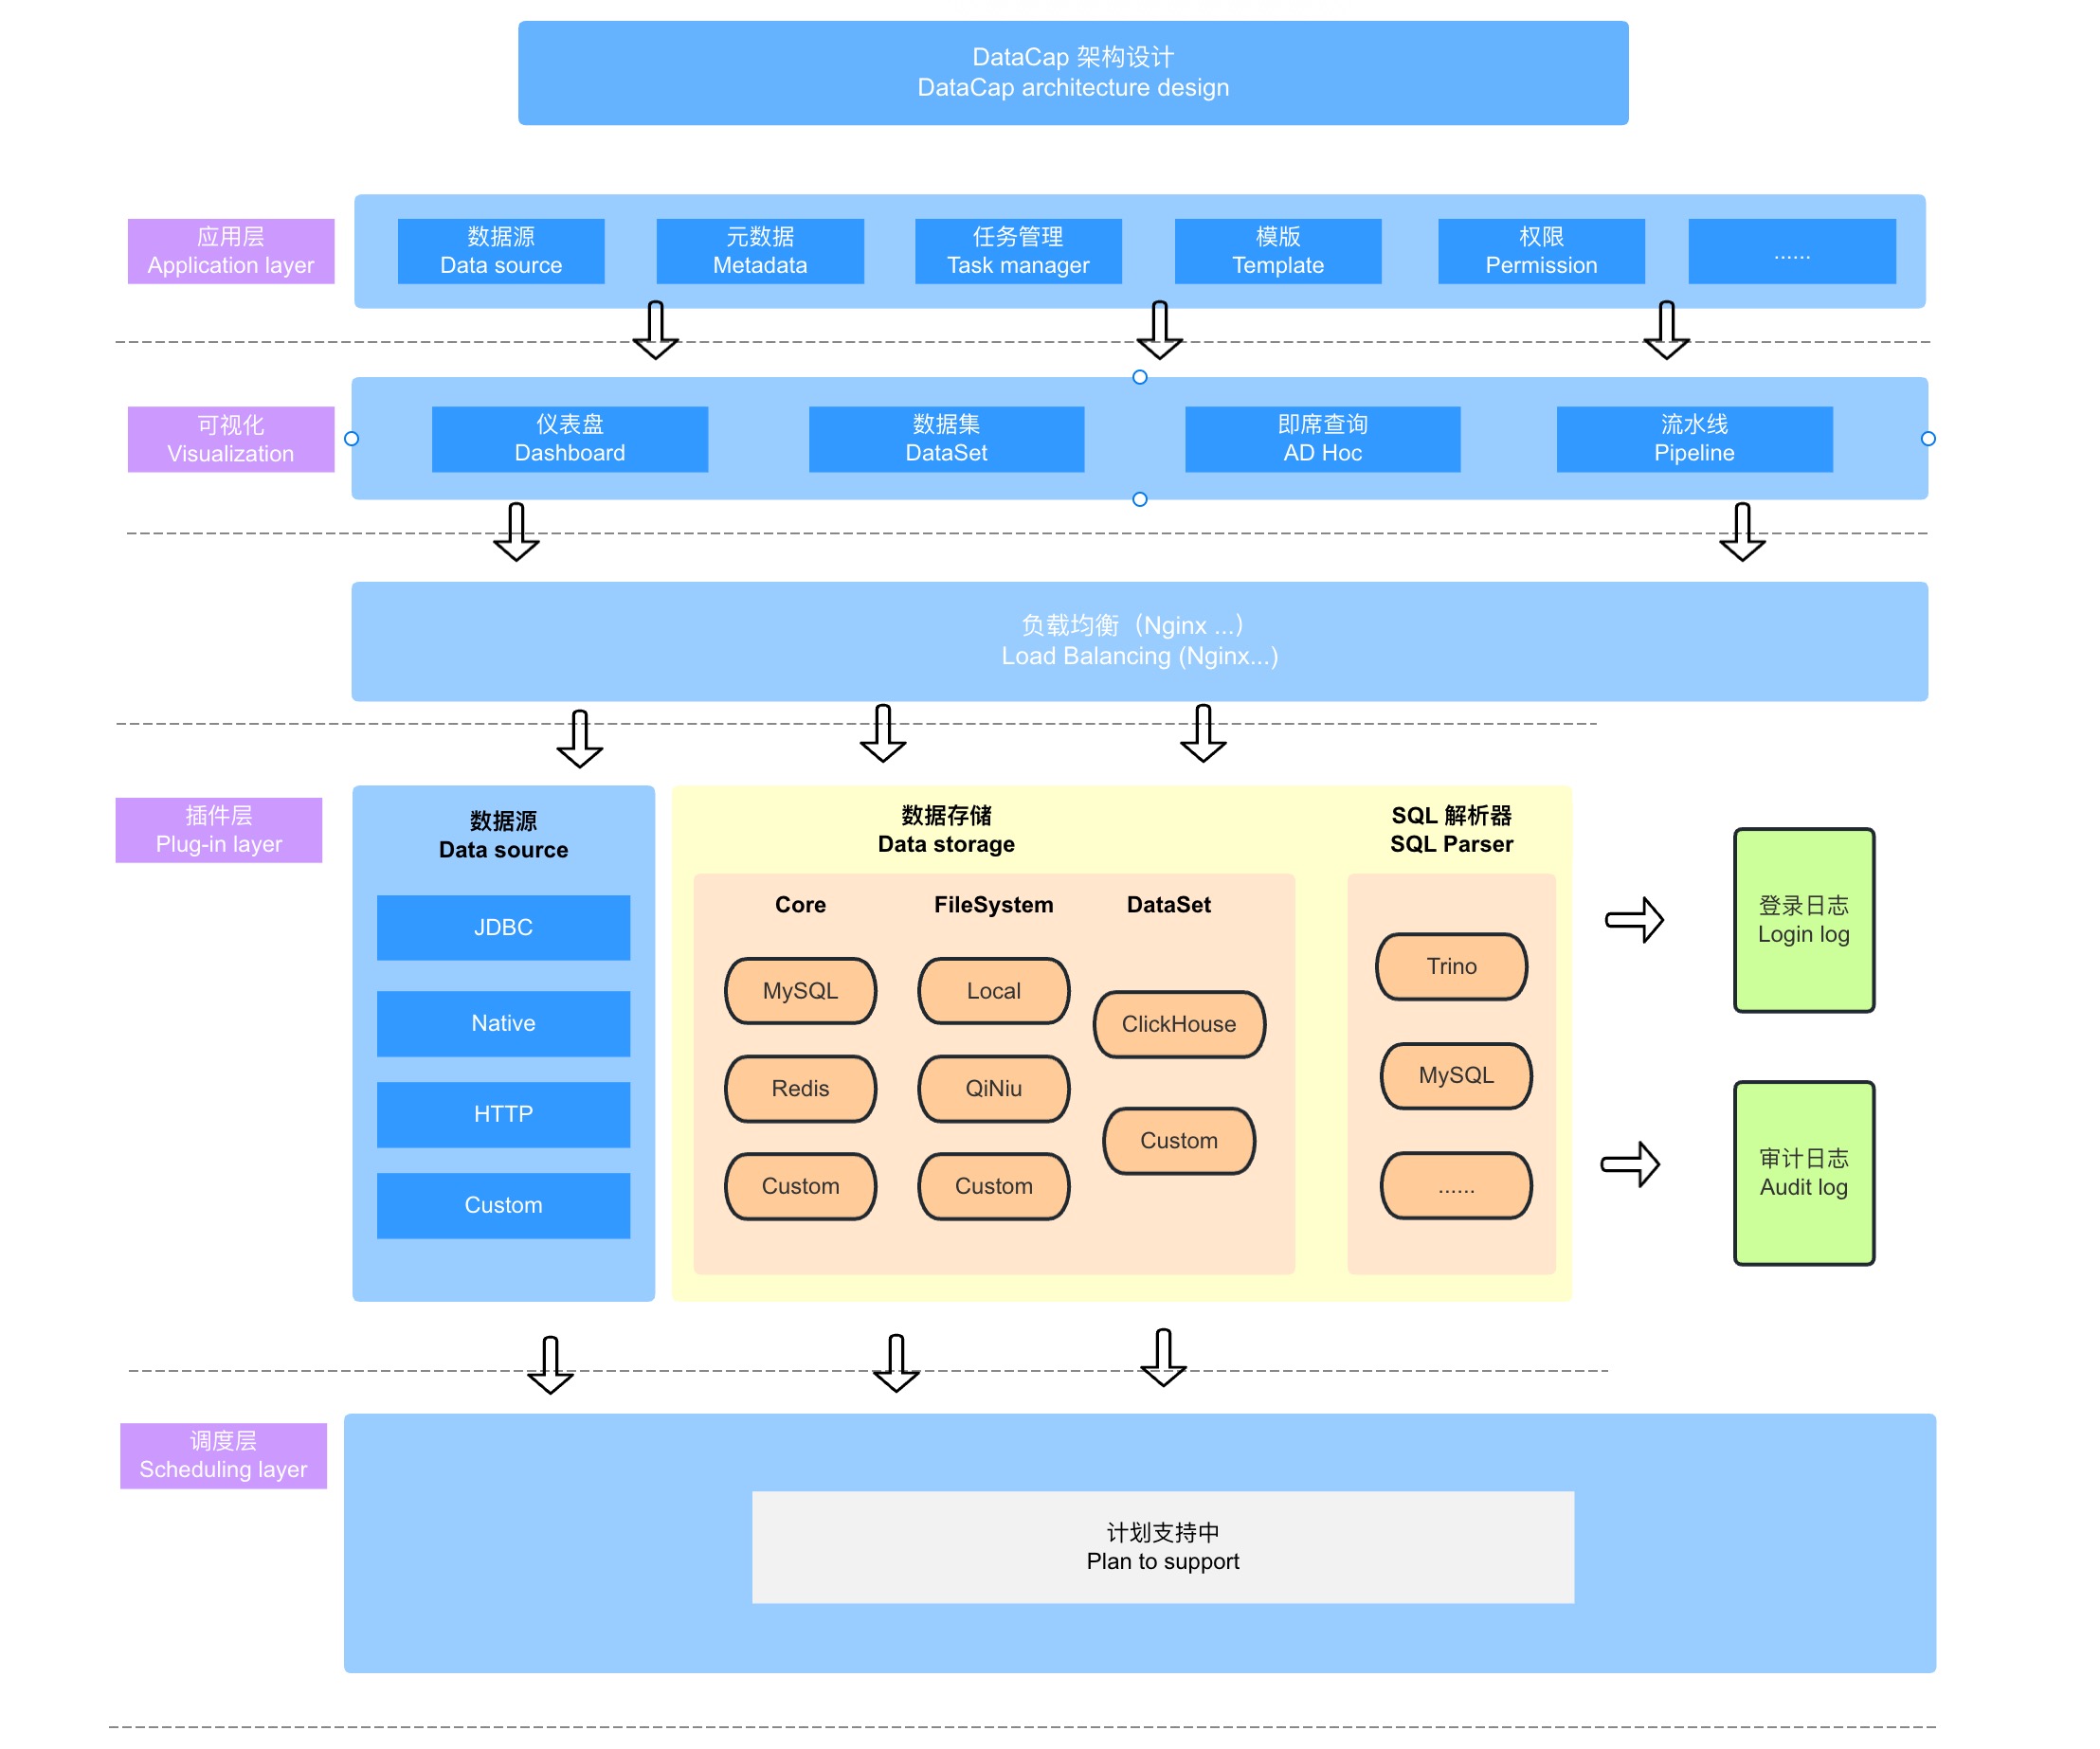 DataCap 架构设计
DataCap architecture design
应用层
Application layer
数据源
Data source
元数据
Metadata
任务管理
Task manager
模版
Template
权限
Permission
......
可视化
Visualization
仪表盘
Dashboard
数据集
DataSet
即席查询
AD Hoc
流水线
Pipeline
负载均衡（Nginx ...）
Load Balancing (Nginx...)
插件层
Plug-in layer
数据源
Data source
JDBC
Native
HTTP
Custom
数据存储
Data storage
Core
MySQL
Redis
Custom
FileSystem
Local
QiNiu
Custom
DataSet
ClickHouse
Custom
SQL 解析器
SQL Parser
Trino
MySQL
......
登录日志
Login log
审计日志
Audit log
调度层
Scheduling layer
计划支持中
Plan to support